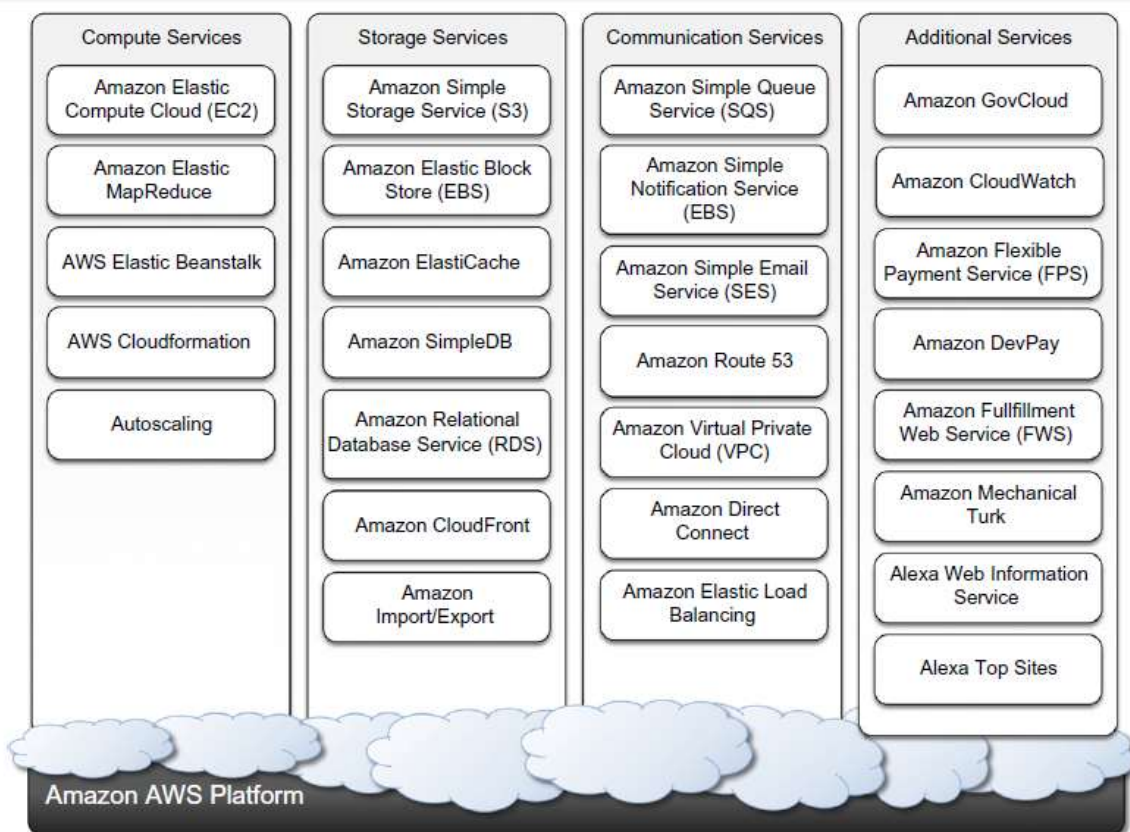 Compute Services
Amazon Elastic
Compute Cloud (EC2)
Amazon Elastic
MapReduce
AWS Elastic Beanstalk
AWS Cloudformation
Autoscaling
Storage Services
Amazon Simple
Storage Service (S3)
Amazon Elastic Block
Store (EBS)
Amazon ElastiCache
Amazon SimpleDB
Amazon Relational
Database Service (RDS)
Amazon CloudFront
Amazon
Import/Export
Communication Services
Amazon Simple Queue
Service (SQS)
Amazon Simple
Notification Service
(EBS)
Amazon Simple Email
Service (SES)
Amazon Route 53
Amazon Virtual Private
Cloud (VPC)
Amazon Direct
Connect
Amazon Elastic Load
Balancing
Additional Services
Amazon GovCloud
Amazon CloudWatch
Amazon Flexible
Payment Service (FPS)
Amazon DevPay
Amazon Fullfillment
Web Service (FWS)
Amazon Mechanical
Turk
Alexa Web Information
Service
Alexa Top Sites
Amazon AWS Platform